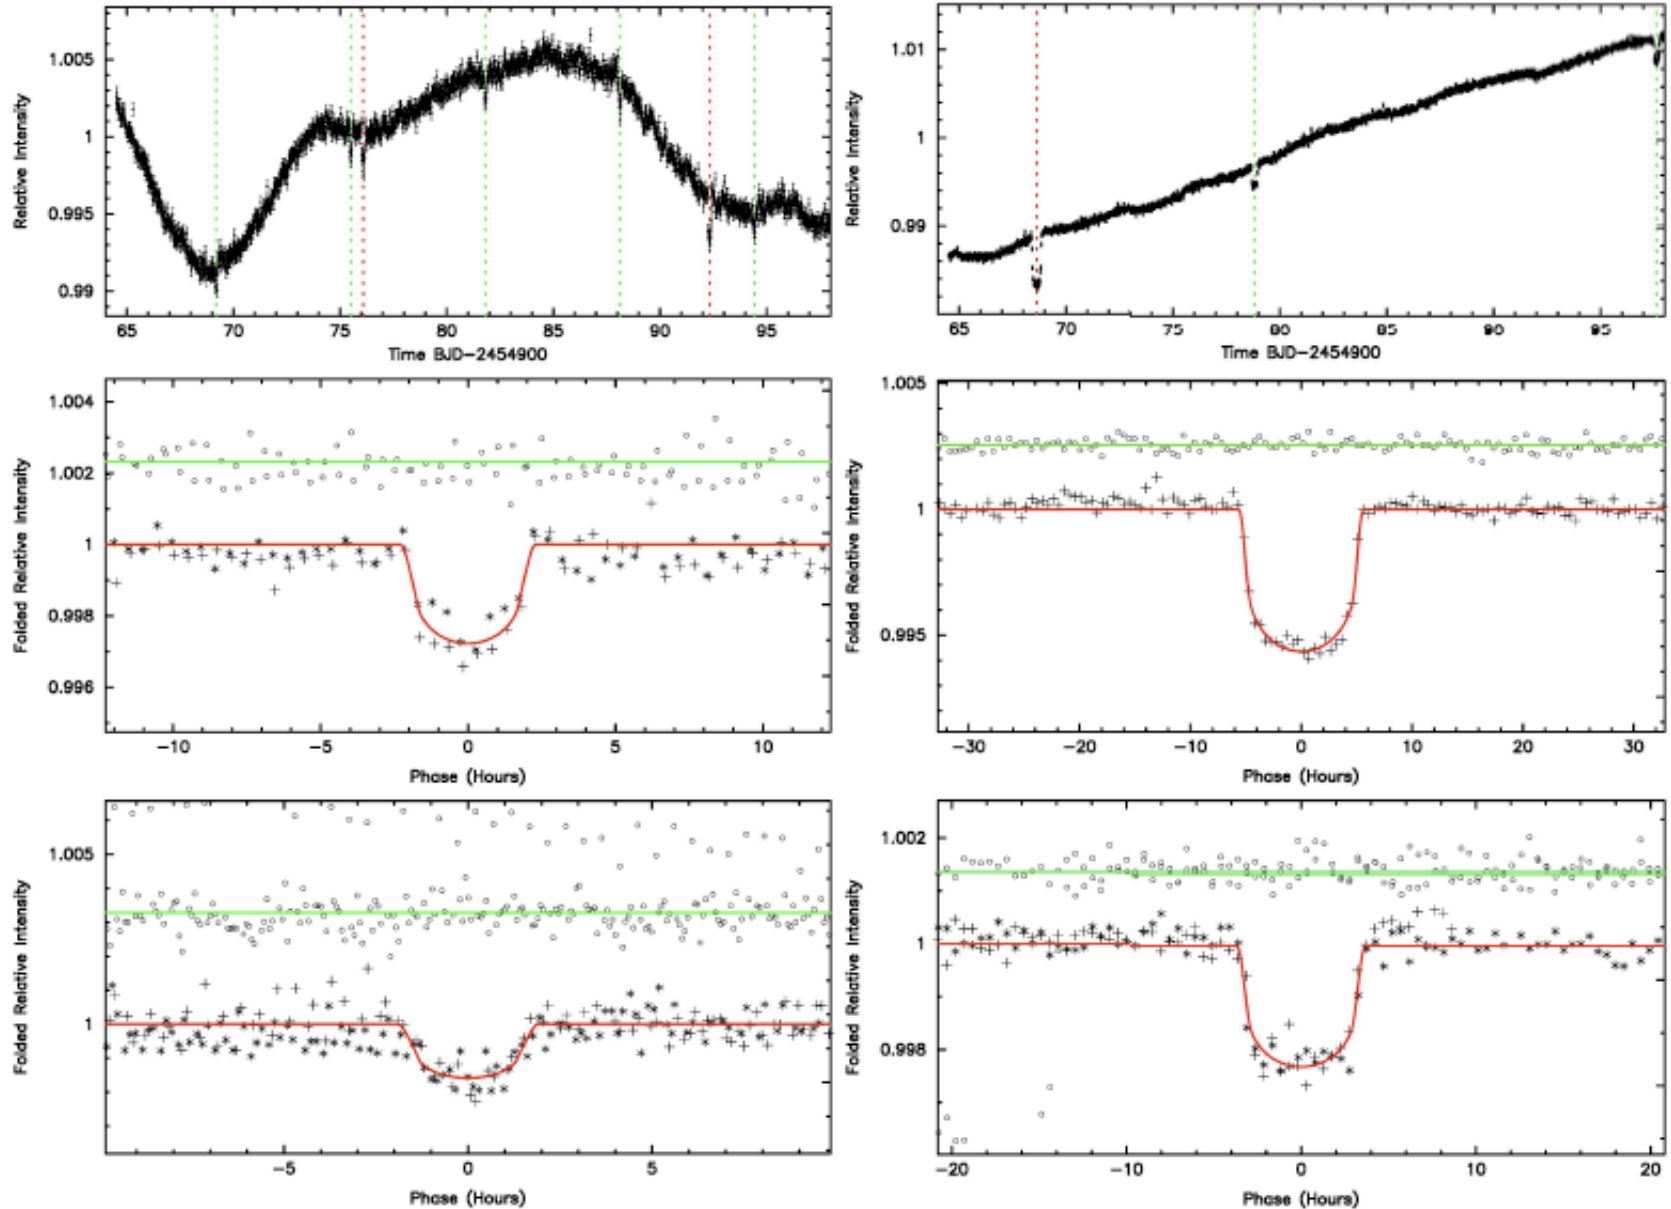 1.005
1
0.995
0.99
Relative Intensity
65 70 75 80 85 90 95
Time BJD-2454900
1.01
1
0.99
Relative Intensity
65 70 75 80 85 90 95
Time BJD-2454900
1.004
1.002
1
0.998
0.996
Folded Relative Intensity
-10 -5 0 5 10
Phase (Hours)
1.005
1
0.995
Folded Relative Intensity
-30 -20 -10 0 10 20 30
Phase (Hours)
1.005
1
Folded Relative Intensity
-5 0 5
Phase (Hours)
1.002
1
0.998
Folded Relative Intensity
-20 -10 0 10 20
Phase (Hours)